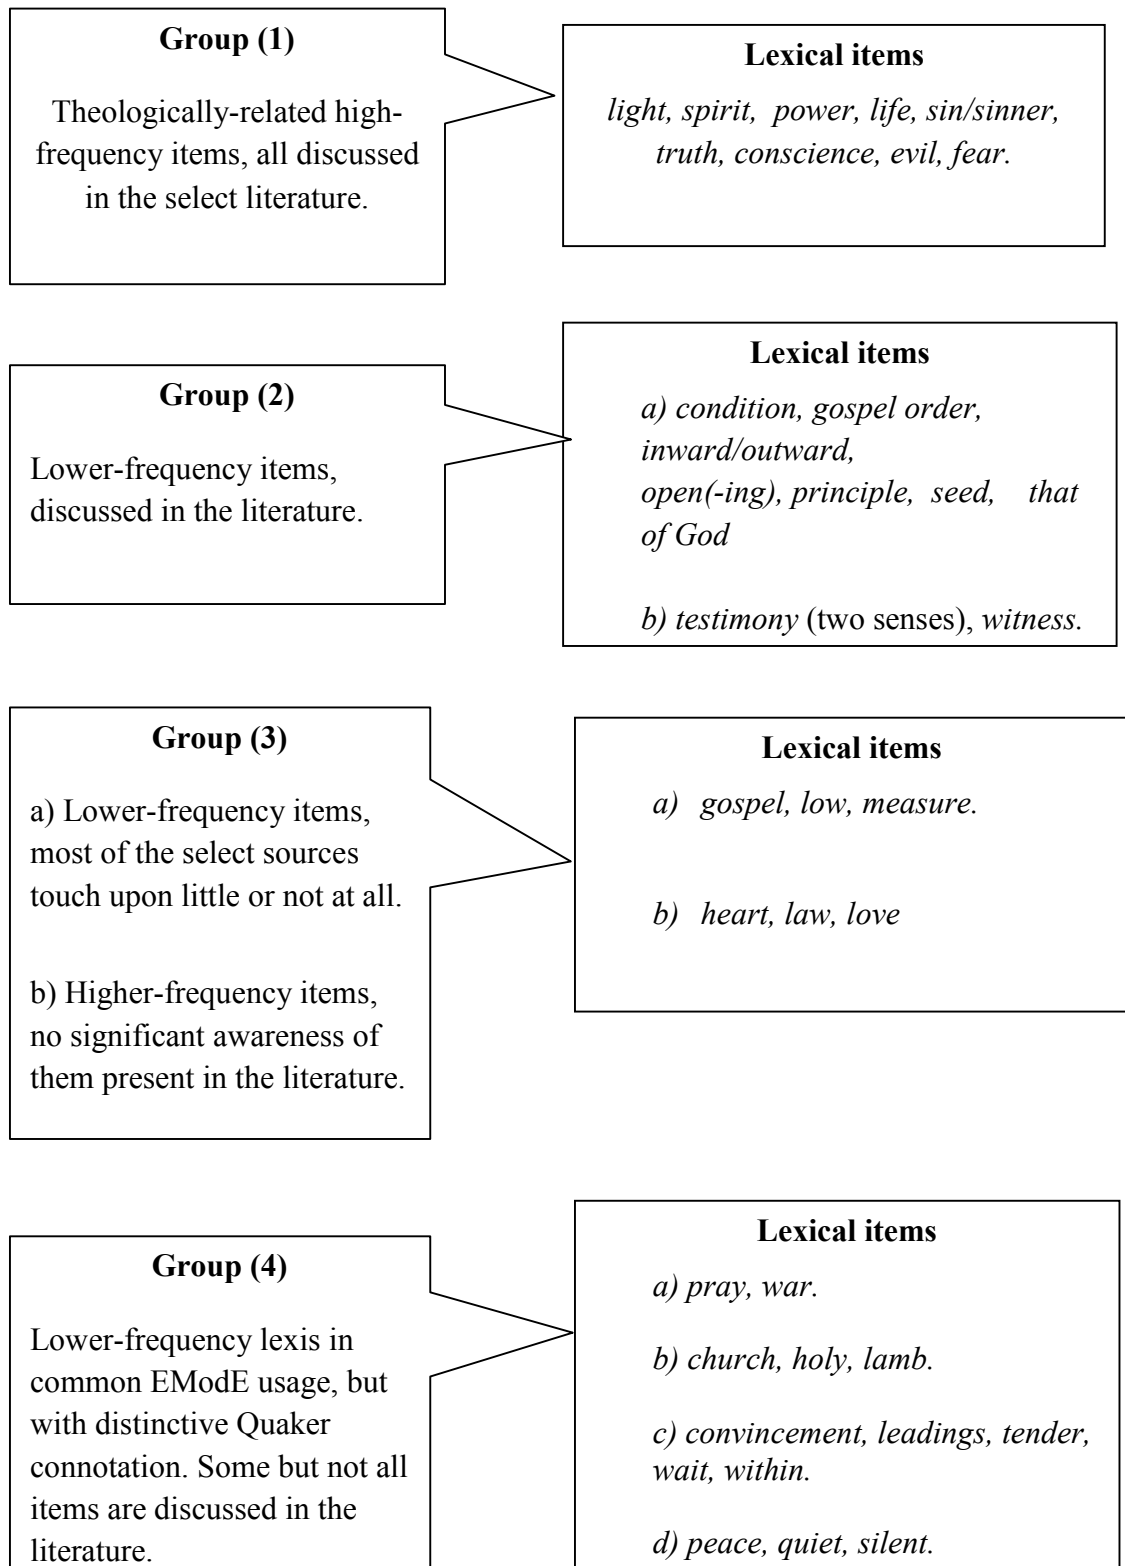 Group (1)
Theologically-related high-
frequency items, all discussed
in the select literature.
Lexical items
light, spirit, power, life, sin/sinner,
truth, conscience, evil, fear.
Group (2)
Lower-frequency items,
discussed in the literature.
Lexical items
a) condition, gospel order,
inward/outward,
open(-ing), principle, seed, that
of God
b) testimony (two senses), witness.
Group (3)
a) Lower-frequency items,
most of the select sources
touch upon little or not at all.
b) Higher-frequency items,
no significant awareness of
them present in the literature.
Lexical items
a) gospel, low, measure.
b) heart, law, love
Group (4)
Lower-frequency lexis in
common EModE usage, but
with distinctive Quaker
connotation. Some but not all
items are discussed in the
literature.
Lexical items
a) pray, war.
b) church, holy, lamb.
c) convincement, leadings, tender,
wait, within.
d) peace, quiet, silent.